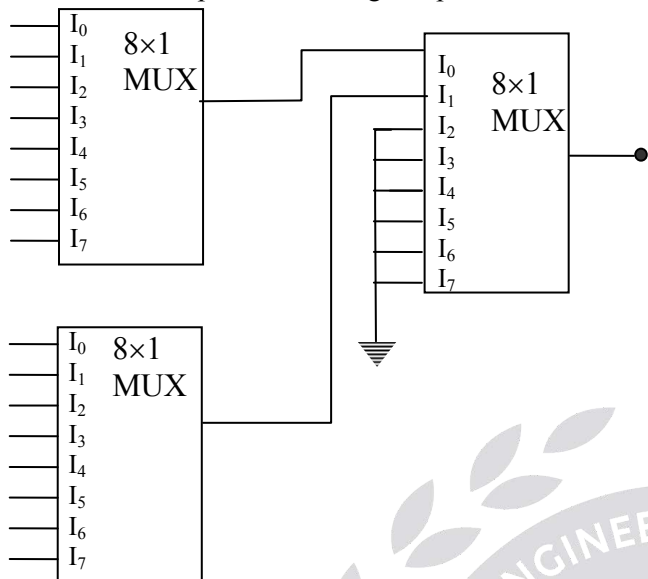 I₀
I₁
I₂
I₃
I₄
I₅
I₆
I₇
8×1
MUX
I₀
I₁
I₂
I₃
I₄
I₅
I₆
I₇
8×1
MUX
I₀
I₁
I₂
I₃
I₄
I₅
I₆
I₇
8×1
MUX